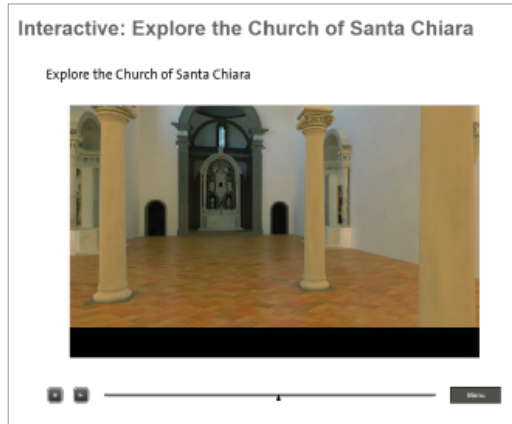 Interactive: Explore the Church of Santa Chiara
Explore the Church of Santa Chiara
Menu